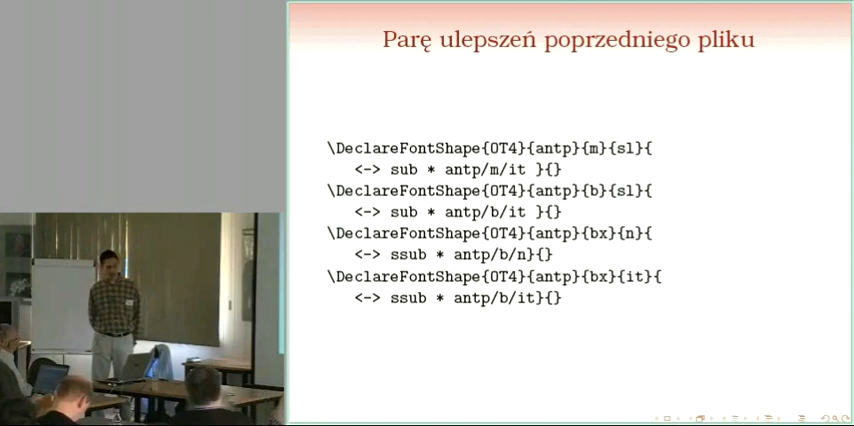 Parę ulepszeń poprzedniego pliku
\DeclareFontShape{OT4}{antp}{m}{sl}{
<-> sub * antp/m/it }{}
\DeclareFontShape{OT4}{antp}{b}{sl}{
<-> sub * antp/b/it }{}
\DeclareFontShape{OT4}{antp}{bx}{n}{
<-> ssub * antp/b/n}{}
\DeclareFontShape{OT4}{antp}{bx}{it}{
<-> ssub * antp/b/it}{}